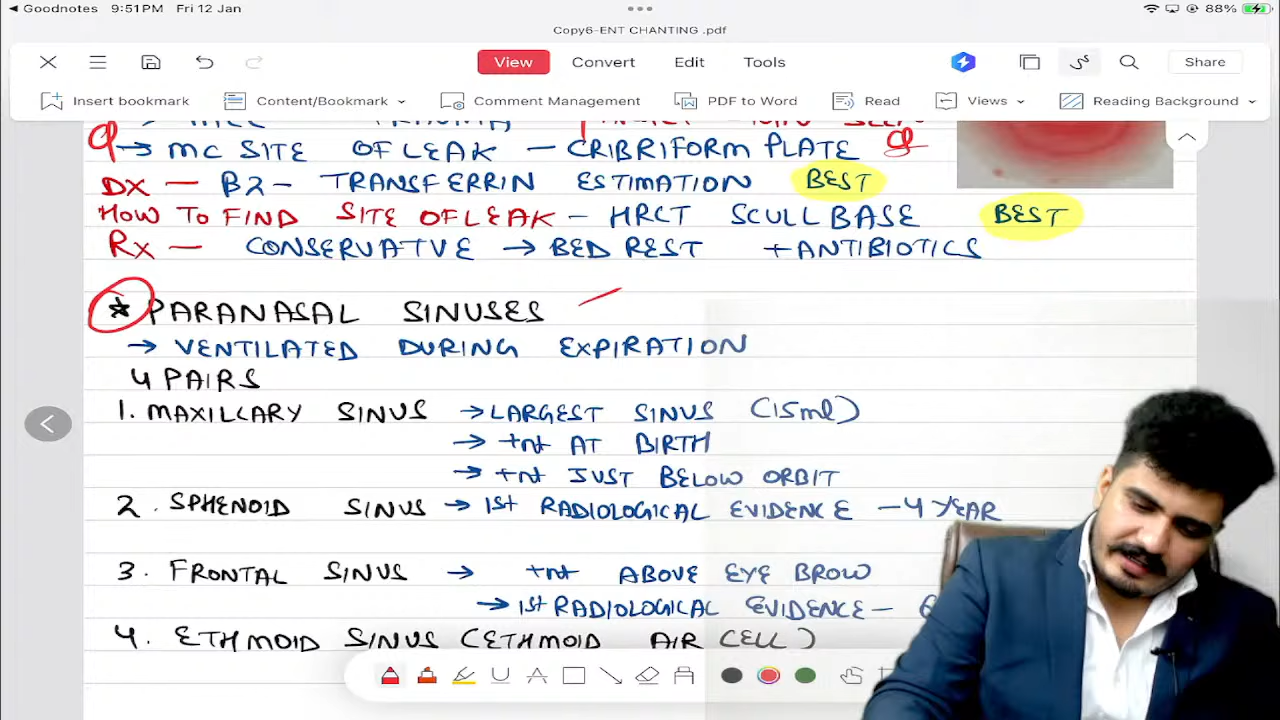 Goodnotes 9:51PM Fri 12 Jan 88%
Copy6-ENT CHANTING .pdf
View Convert Edit Tools Share
Insert bookmark Content/Bookmark Comment Management PDF to Word Read Views Reading Background
→ MC SITE OF LEAK – CRIBRIFORM PLATE
DX – B2 – TRANSFERRIN ESTIMATION BEST
HOW TO FIND SITE OF LEAK – HRCT SCULL BASE BEST
RX – CONSERVATVE → BED REST + ANTIBIOTICS
* PARANASAL SINUSES
→ VENTILATED DURING EXPIRATION
4 PAIRS
1. MAXILLARY SINUS → LARGEST SINUS (15ml)
→ +nt AT BIRTH
→ +nt JUST BELOW ORBIT
2. SPHENOID SINUS → 1st RADIOLOGICAL EVIDENCE – 4 YEAR
3. FRONTAL SINUS → +nt ABOVE EYE BROW
→ 1st RADIOLOGICAL EVIDENCE –
4. ETHMOID SINUS (ETHMOID AIR CELL)